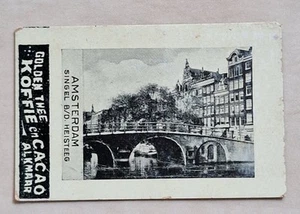 GOLDEN THEE
KOFFIE en CACAO
ALKMAAR
AMSTERDAM
SINGEL B/D HEISTEEG